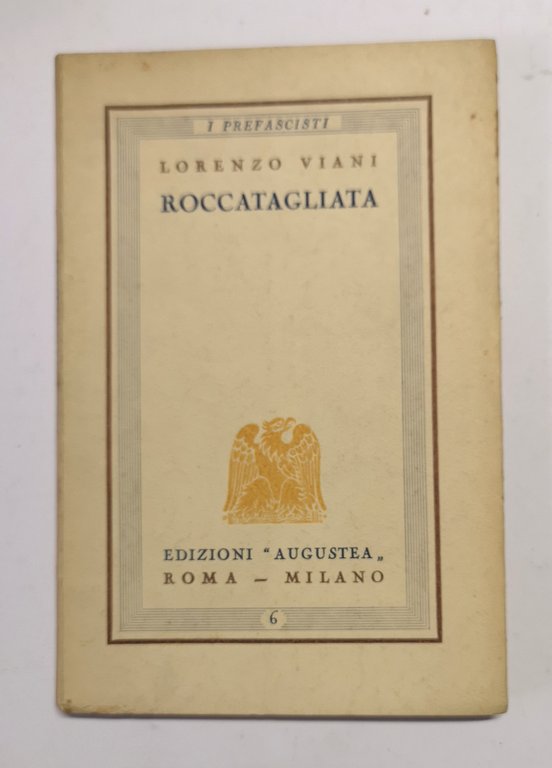 I PREFASCISTI
LORENZO VIANI
ROCCATAGLIATA
EDIZIONI "AUGUSTEA„
ROMA — MILANO
6